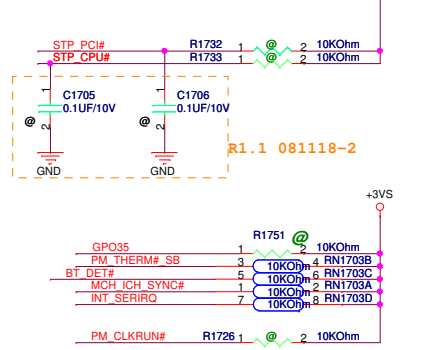 STP_PCI# R1732 1 @ 2 10KOhm
STP_CPU# R1733 1 @ 2 10KOhm
1 C1705 0.1UF/10V @ 2 GND
1 C1706 0.1UF/10V @ 2 GND
R1.1 081118-2
+3VS
R1751 @
GPO35 1 2 10KOhm
PM_THERM#_SB 3 10KOhm 4 RN1703B
BT_DET# 5 10KOhm 6 RN1703C
MCH_ICH_SYNC# 1 10KOhm 2 RN1703A
INT_SERIRQ 7 10KOhm 8 RN1703D
PM_CLKRUN# R1726 1 @ 2 10KOhm